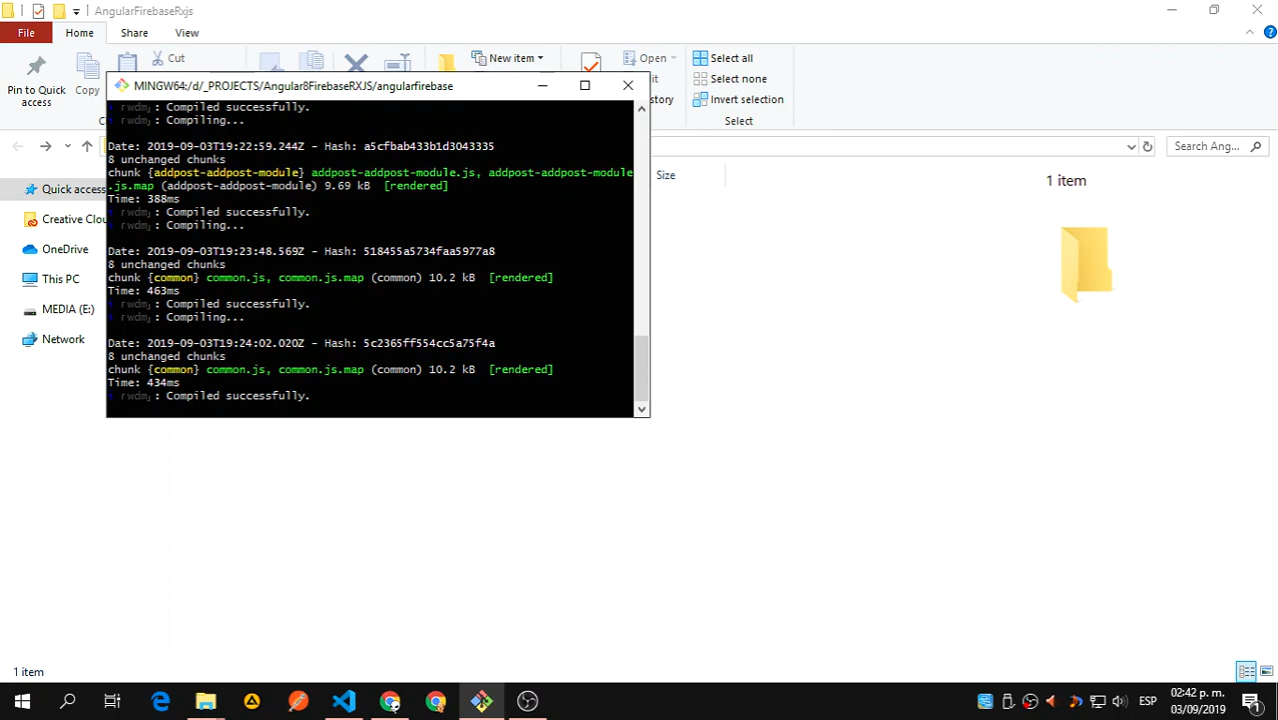 AngularFirebaseRxjs
File Home Share View
Pin to Quick access
Copy
Cut
New item
Open
Select all
Select none
Invert selection
Select
MINGW64:/d/_PROJECTS/Angular8FirebaseRXJS/angularfirebase
: Compiled successfully.
: Compiling...
Date: 2019-09-03T19:22:59.244Z - Hash: a5cfbab433b1d3043335
8 unchanged chunks
chunk {addpost-addpost-module} addpost-addpost-module.js, addpost-addpost-module
.js.map (addpost-addpost-module) 9.69 kB [rendered]
Time: 388ms
: Compiled successfully.
: Compiling...
Date: 2019-09-03T19:23:48.569Z - Hash: 518455a5734faa5977a8
8 unchanged chunks
chunk {common} common.js, common.js.map (common) 10.2 kB [rendered]
Time: 463ms
: Compiled successfully.
: Compiling...
Date: 2019-09-03T19:24:02.020Z - Hash: 5c2365ff554cc5a75f4a
8 unchanged chunks
chunk {common} common.js, common.js.map (common) 10.2 kB [rendered]
Time: 434ms
: Compiled successfully.
Search Ang...
Size
1 item
Quick access
Creative Clou
OneDrive
This PC
MEDIA (E:)
Network
1 item
ESP
02:42 p. m.
03/09/2019